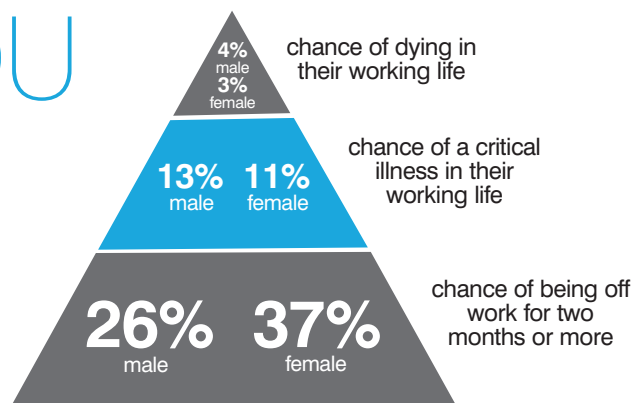 OU
4%
male
3%
female
chance of dying in
their working life
13% 11%
male female
chance of a critical
illness in their
working life
26% 37%
male female
chance of being off
work for two
months or more